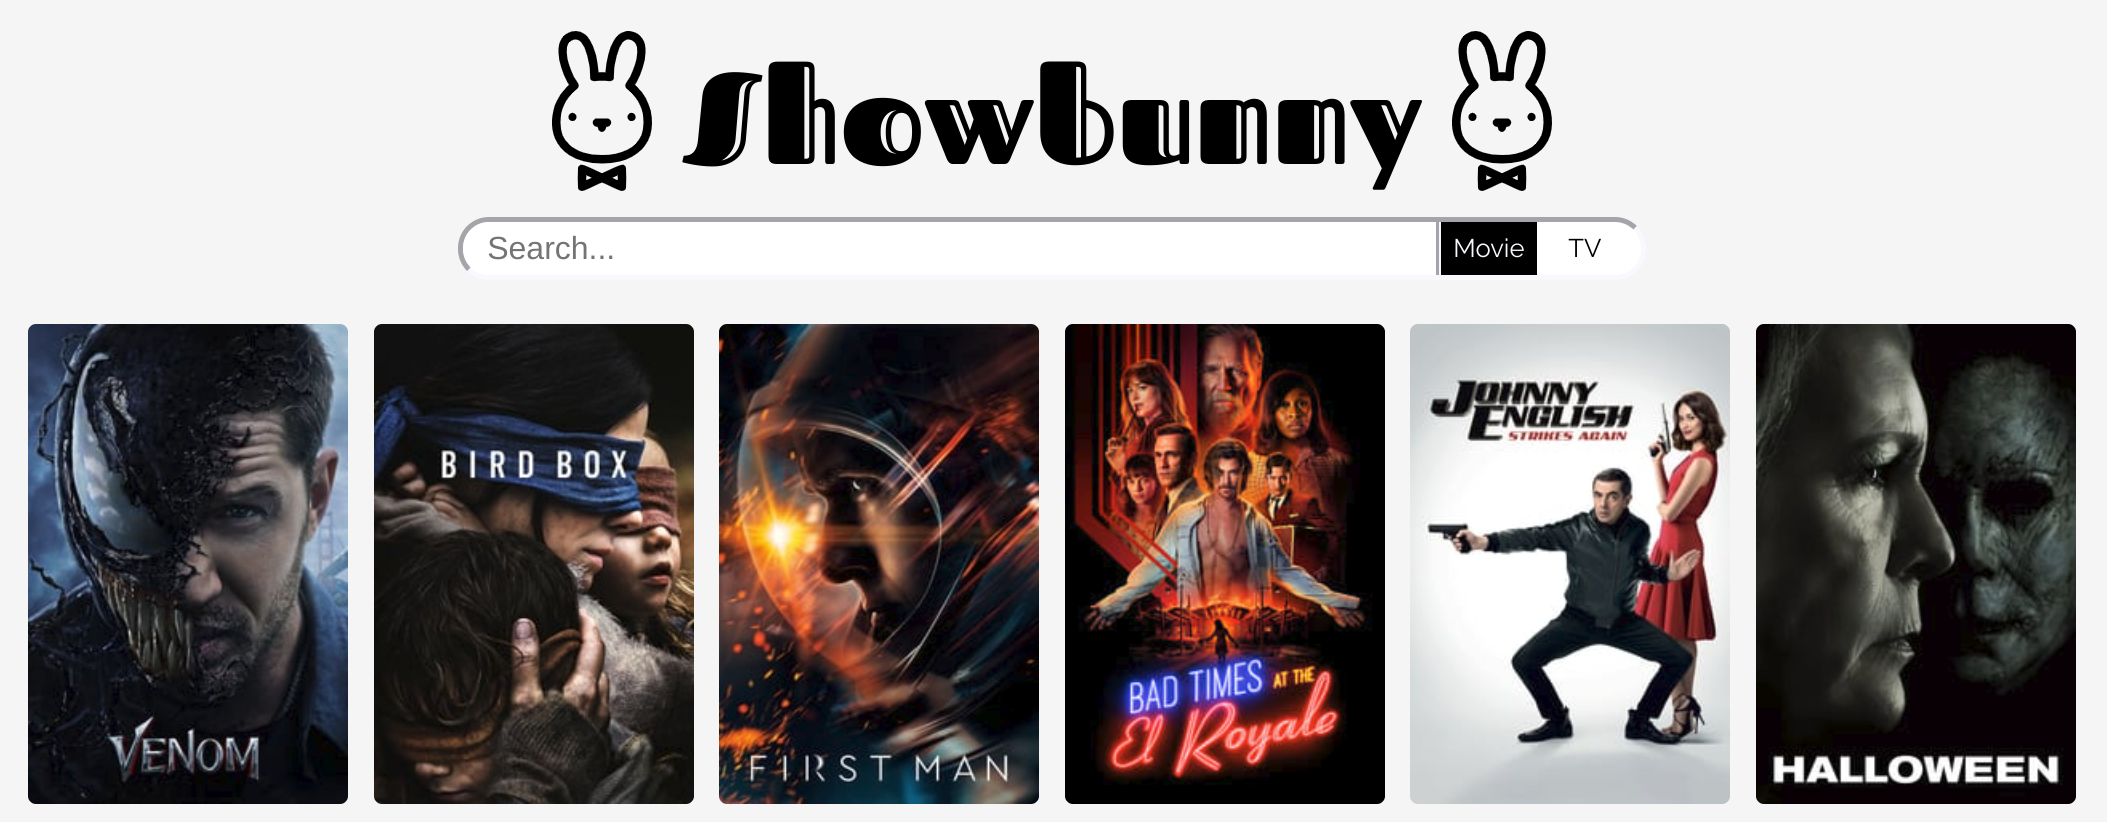 Showbunny
Search...
Movie
TV
VENOM
BIRD BOX
FIRST MAN
BAD TIMES AT THE
El Royale
JOHNNY
ENGLISH
STRIKES AGAIN
HALLOWEEN